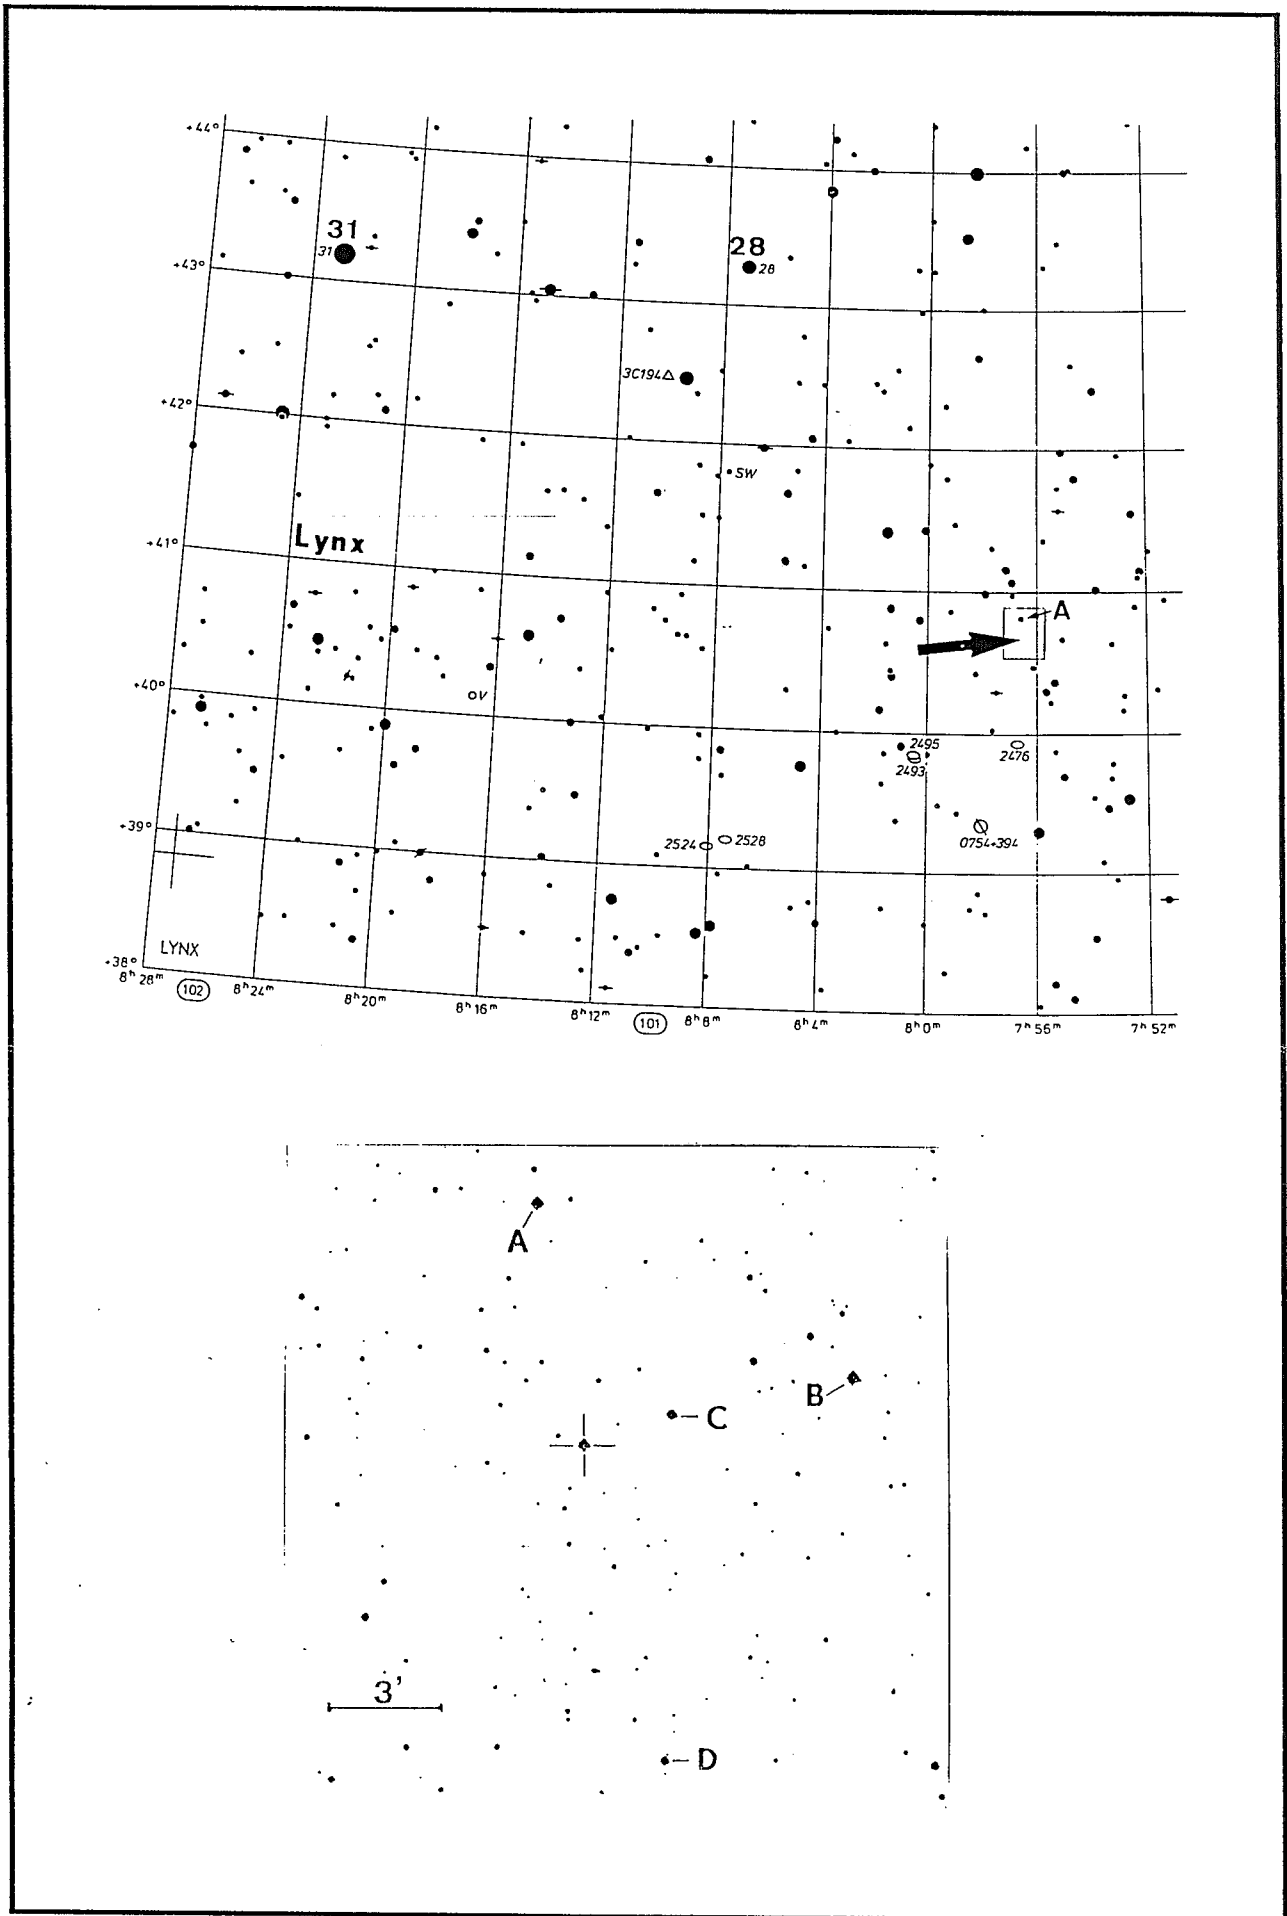 +44°
31
31
28
28
+43°
3C194
+42°
SW
Lynx
+41°
A
+40°
OV
2495
2493
2476
+39°
2524
2528
0754+394
LYNX
+38°
8h 28m
102
8h 24m
8h 20m
8h 16m
8h 12m
101
8h 8m
8h 4m
8h 0m
7h 56m
7h 52m
A
B
C
3'
D